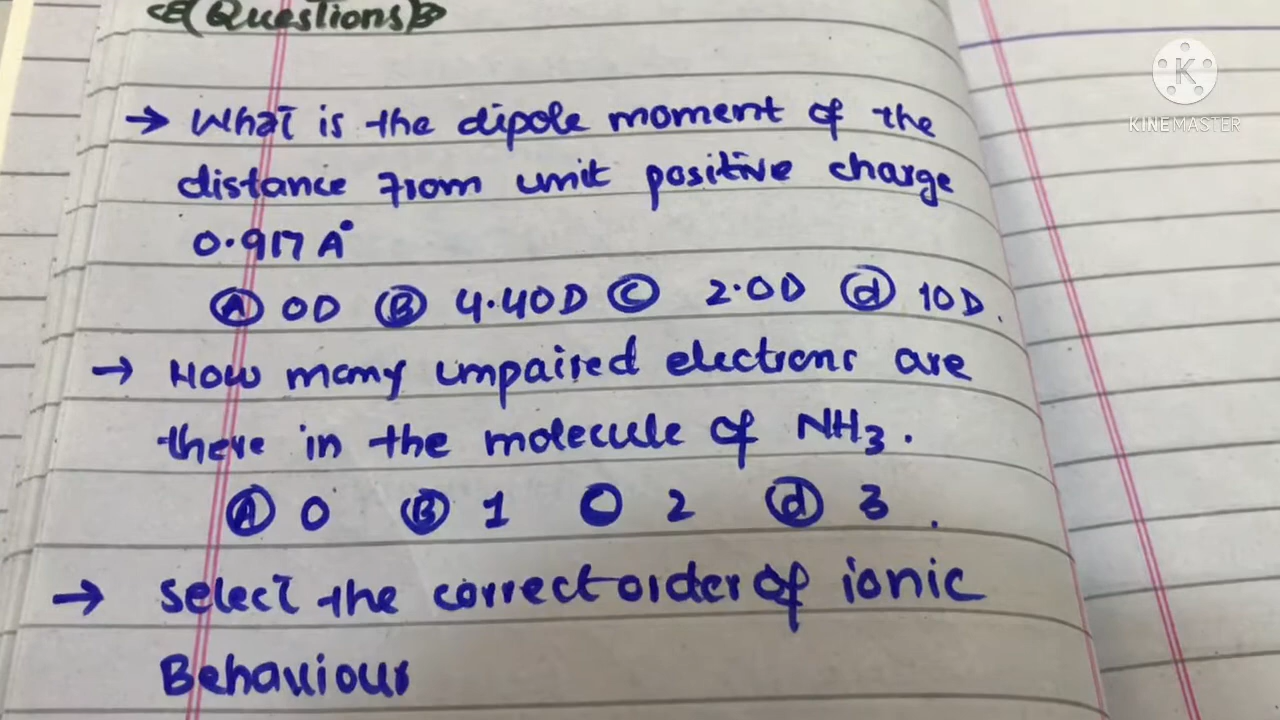 (Questions)
→ What is the dipole moment of the
distance from unit positive charge
0.917 A°
Ⓐ 0D Ⓑ 4.40D Ⓒ 2.0D ⓓ 10D.
→ How many unpaired electrons are
there in the molecule of NH3.
Ⓐ 0 Ⓑ 1 Ⓒ 2 ⓓ 3.
→ Select the correct order of ionic
Behaviour
K
KINEMASTER